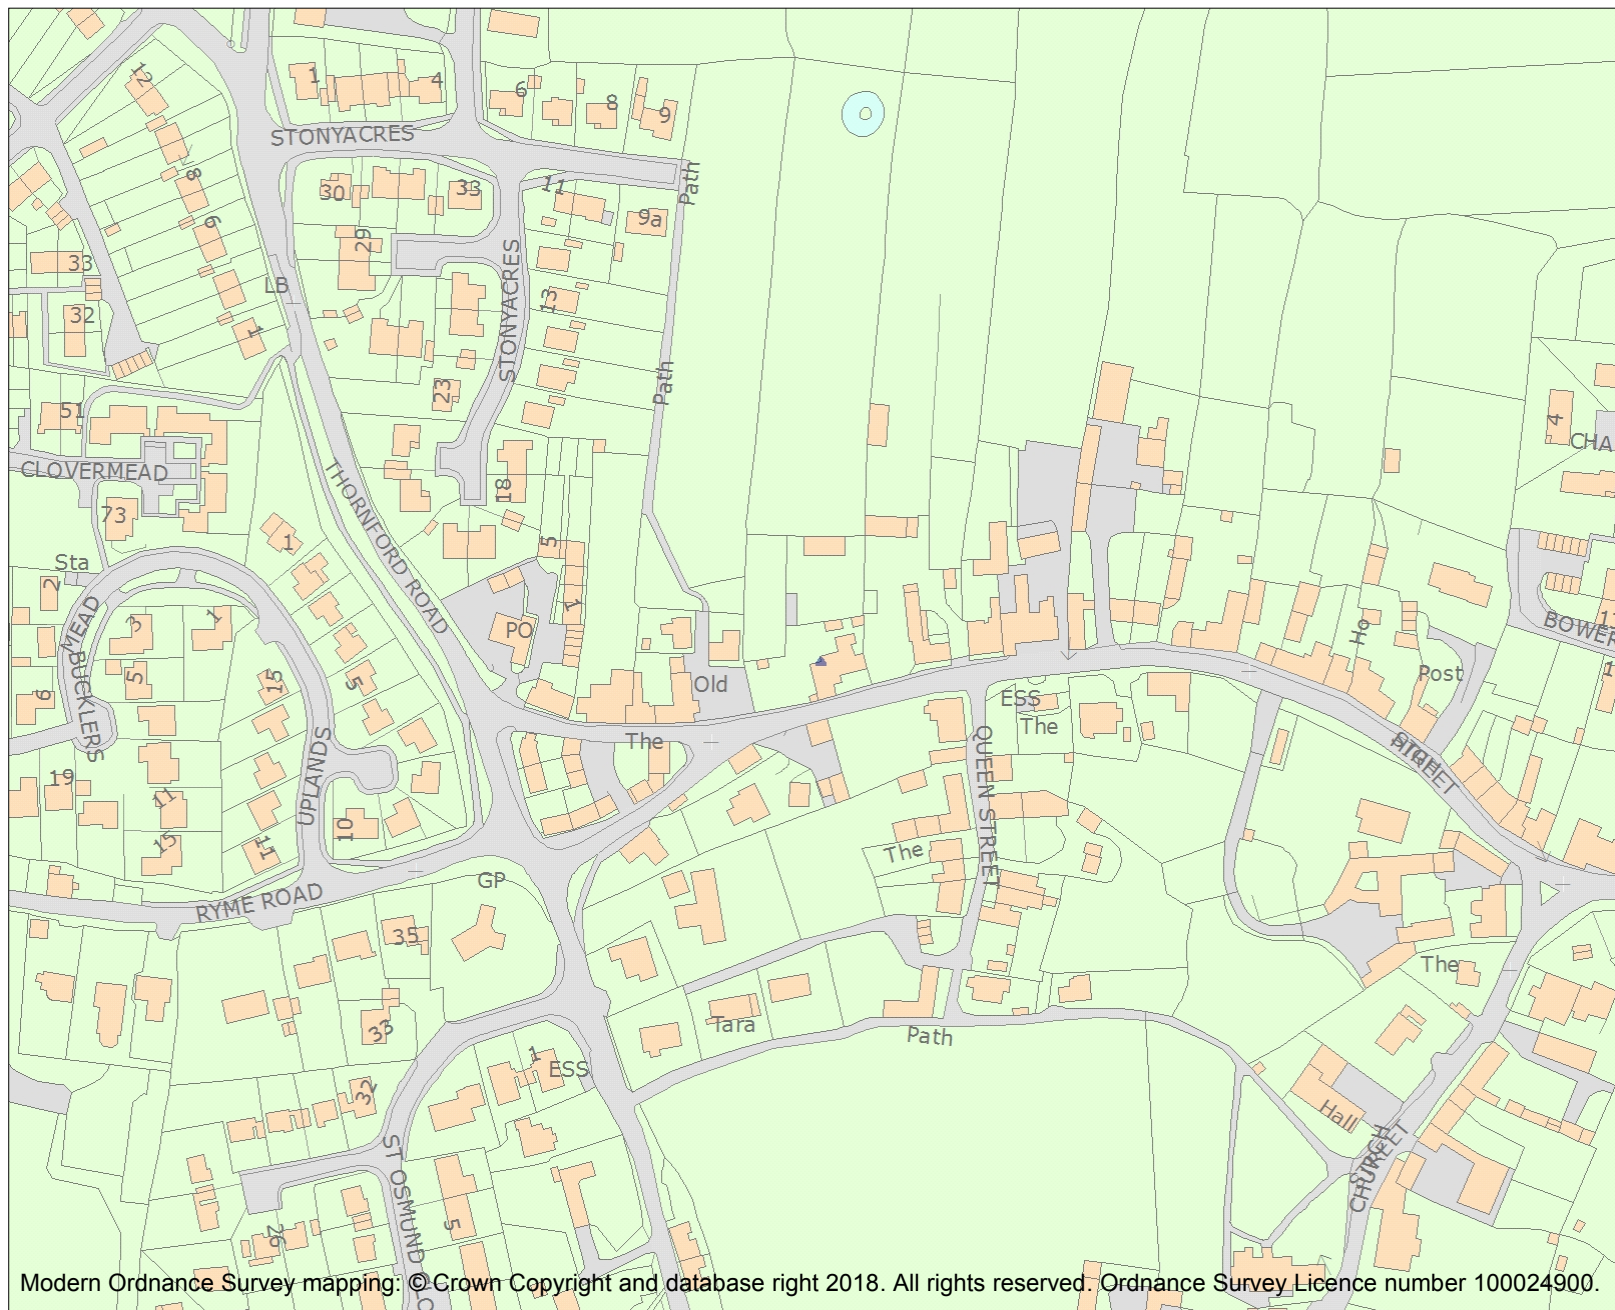 12
1
4
6
8
9
STONYACRES
Path
8
30
33
11
9a
6
29
33
LB
STONYACRES
13
32
1
Path
23
51
4
CHA
CLOVERMEAD
THORNFORD ROAD
18
73
1
5
Sta
2
MEAD
3
1
1
PO
Ho
BOWER
5
15
5
6
BUCKLERS
Old
ESS
Post
The
The
QUEEN STREET
HIGH
STREET
19
UPLANDS
11
10
15
11
The
GP
RYME ROAD
35
The
33
Tara
Path
1
ESS
32
Hall
CHURCH
STREET
ST OSMUND CLO
5
26
Modern Ordnance Survey mapping: © Crown Copyright and database right 2018. All rights reserved. Ordnance Survey Licence number 100024900.